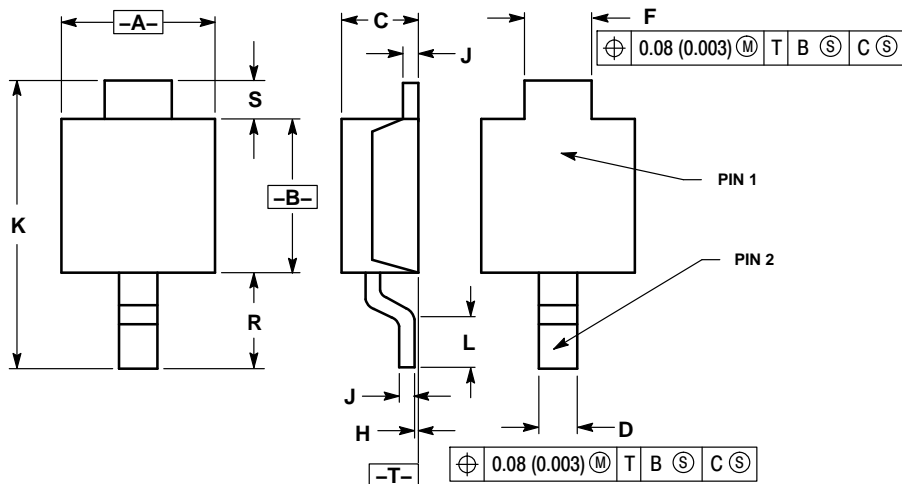 –A–
C
F
⌖ 0.08 (0.003) Ⓜ T B Ⓢ C Ⓢ
J
S
–B–
K
PIN 1
PIN 2
R
L
J
H
D
⌖ 0.08 (0.003) Ⓜ T B Ⓢ C Ⓢ
–T–